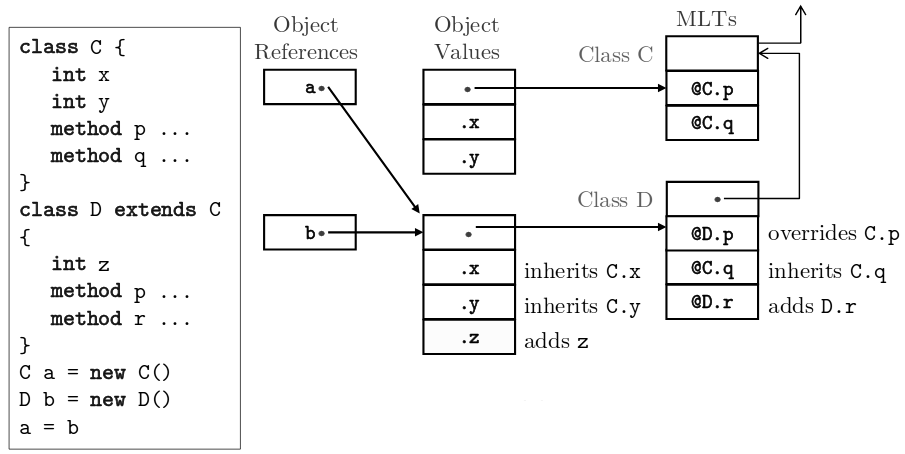 class C {
int x
int y
method p ...
method q ...
}
class D extends C
{
int z
method p ...
method r ...
}
C a = new C()
D b = new D()
a = b
Object
References
a
b
Object
Values
.x
.y
.x
inherits C.x
.y
inherits C.y
.z
adds z
MLTs
Class C
@C.p
@C.q
Class D
@D.p
overrides C.p
@C.q
inherits C.q
@D.r
adds D.r